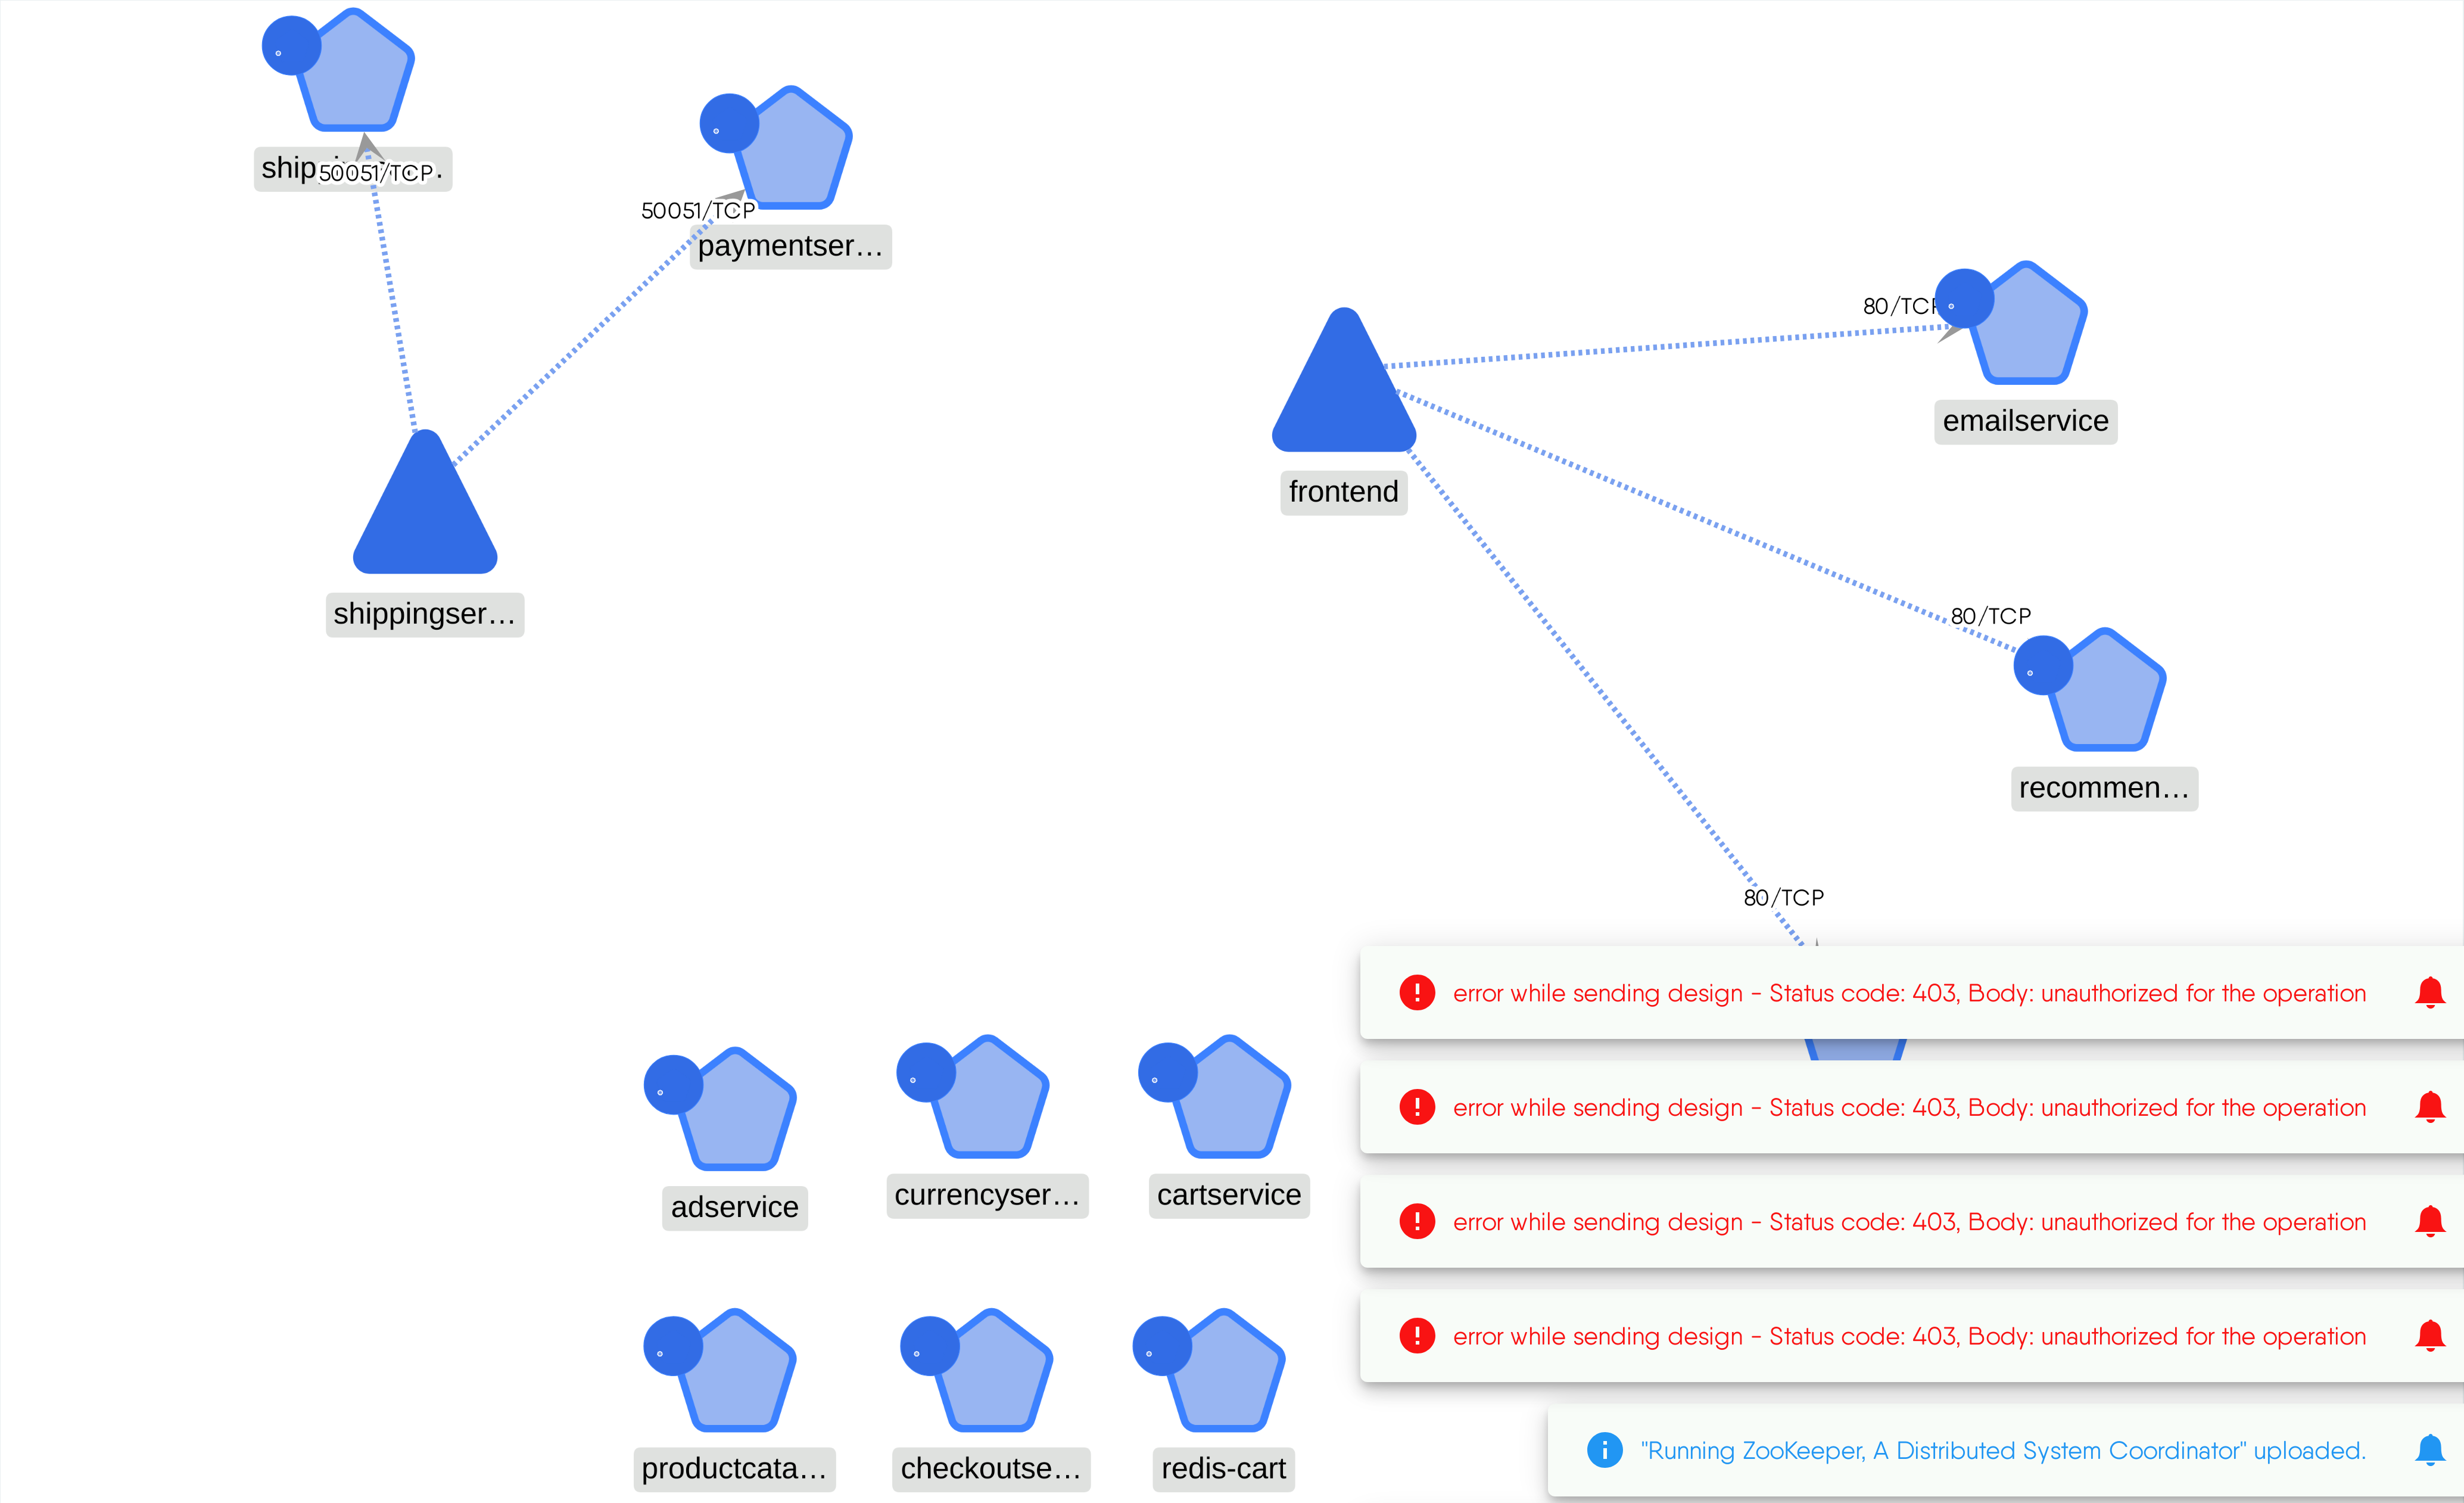 50051/TCP
50051/TCP
paymentser…
80/TCP
emailservice
frontend
shippingser…
80/TCP
recommen…
80/TCP
error while sending design - Status code: 403, Body: unauthorized for the operation
error while sending design - Status code: 403, Body: unauthorized for the operation
adservice
currencyser…
cartservice
error while sending design - Status code: 403, Body: unauthorized for the operation
error while sending design - Status code: 403, Body: unauthorized for the operation
"Running ZooKeeper, A Distributed System Coordinator" uploaded.
productcata…
checkoutse…
redis-cart